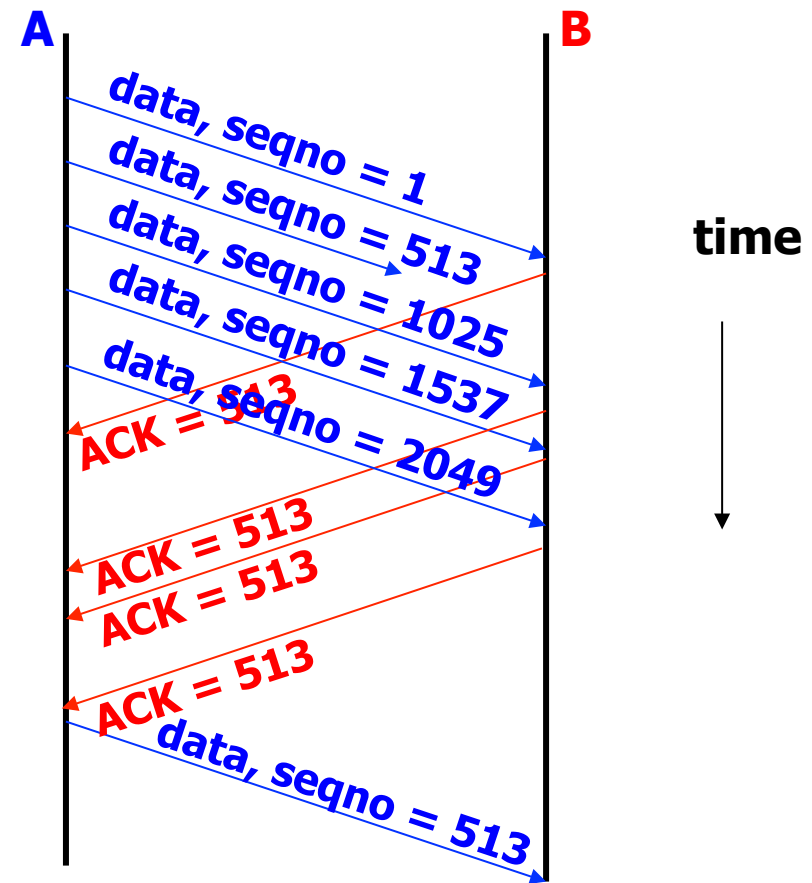 A
B
data, seqno = 1
data, seqno = 513
data, seqno = 1025
data, seqno = 1537
data, seqno = 2049
time
ACK = 513
ACK = 513
ACK = 513
ACK = 513
data, seqno = 513